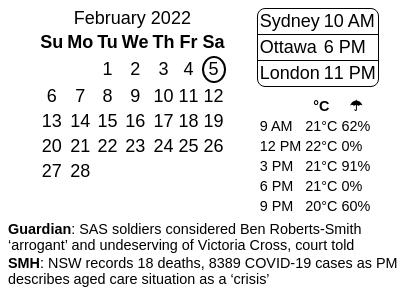 February 2022
Su Mo Tu We Th Fr Sa
1 2 3 4 5
6 7 8 9 10 11 12
13 14 15 16 17 18 19
20 21 22 23 24 25 26
27 28
Sydney 10 AM
Ottawa 6 PM
London 11 PM
°C ☂
9 AM 21°C 62%
12 PM 22°C 0%
3 PM 21°C 91%
6 PM 21°C 0%
9 PM 20°C 60%
Guardian: SAS soldiers considered Ben Roberts-Smith
‘arrogant’ and undeserving of Victoria Cross, court told
SMH: NSW records 18 deaths, 8389 COVID-19 cases as PM
describes aged care situation as a ‘crisis’